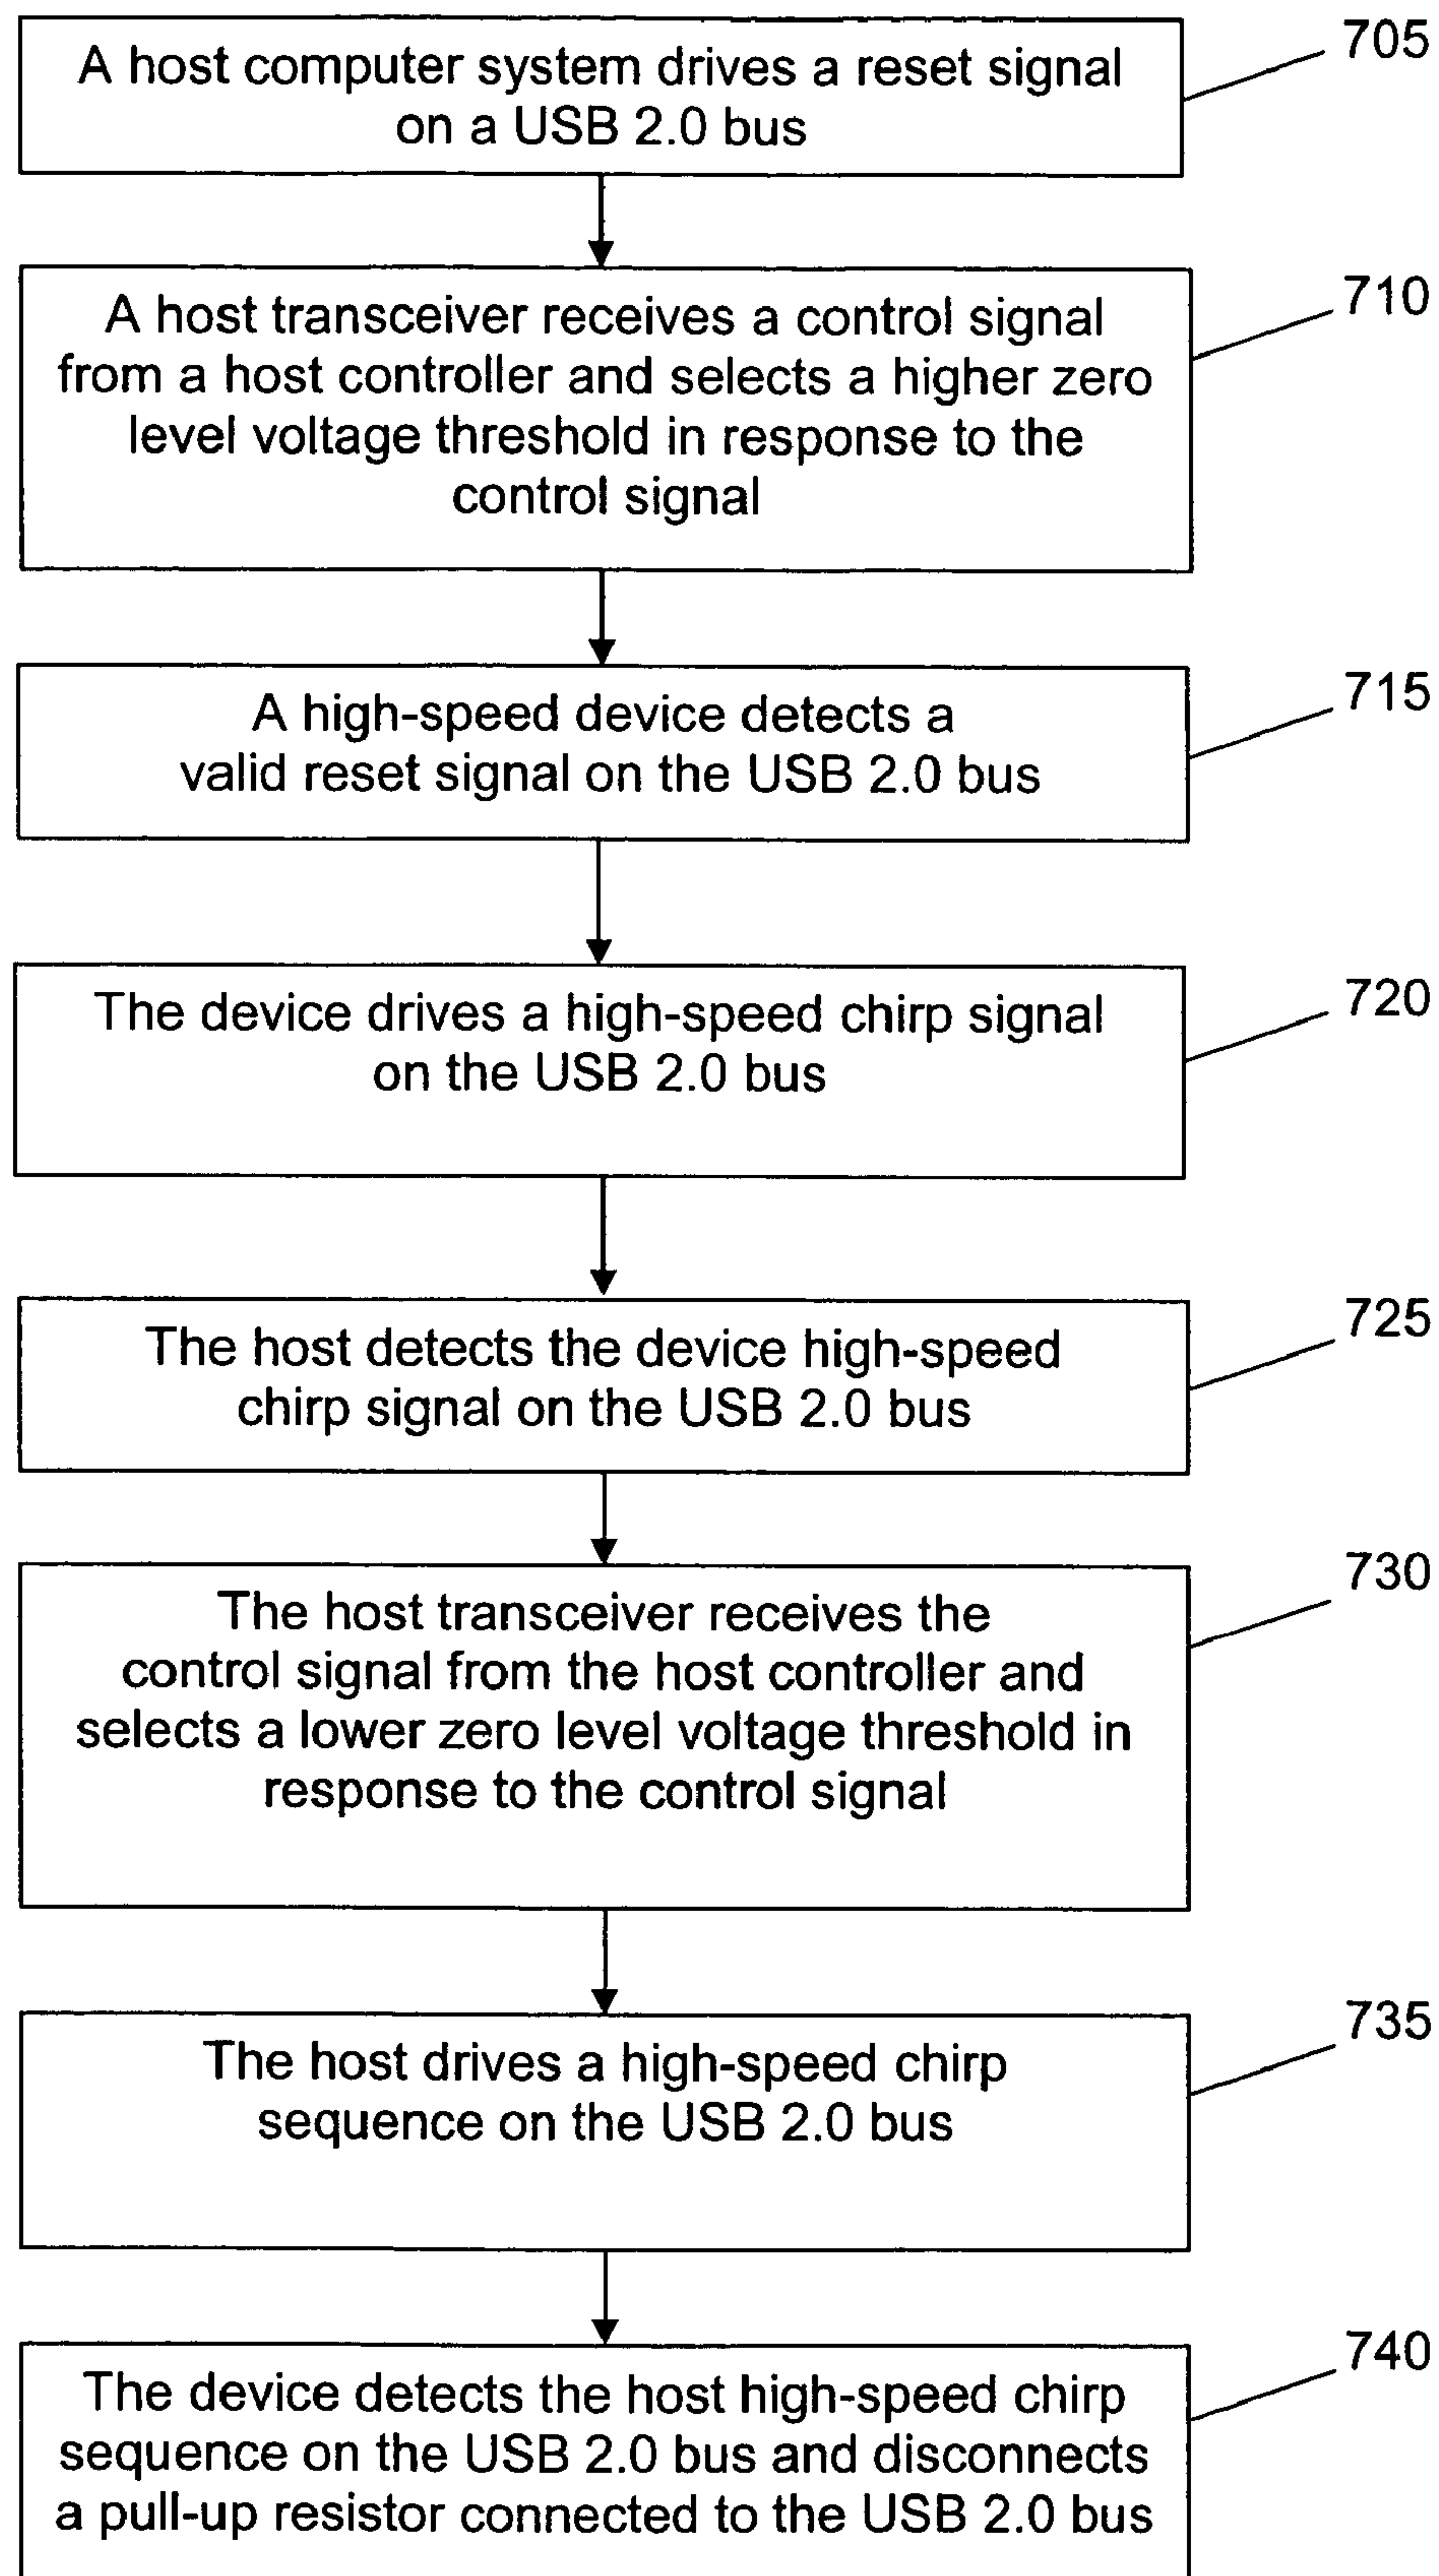 A host computer system drives a reset signal
on a USB 2.0 bus
705
A host transceiver receives a control signal
from a host controller and selects a higher zero
level voltage threshold in response to the
control signal
710
A high-speed device detects a
valid reset signal on the USB 2.0 bus
715
The device drives a high-speed chirp signal
on the USB 2.0 bus
720
The host detects the device high-speed
chirp signal on the USB 2.0 bus
725
The host transceiver receives the
control signal from the host controller and
selects a lower zero level voltage threshold in
response to the control signal
730
The host drives a high-speed chirp
sequence on the USB 2.0 bus
735
The device detects the host high-speed chirp
sequence on the USB 2.0 bus and disconnects
a pull-up resistor connected to the USB 2.0 bus
740